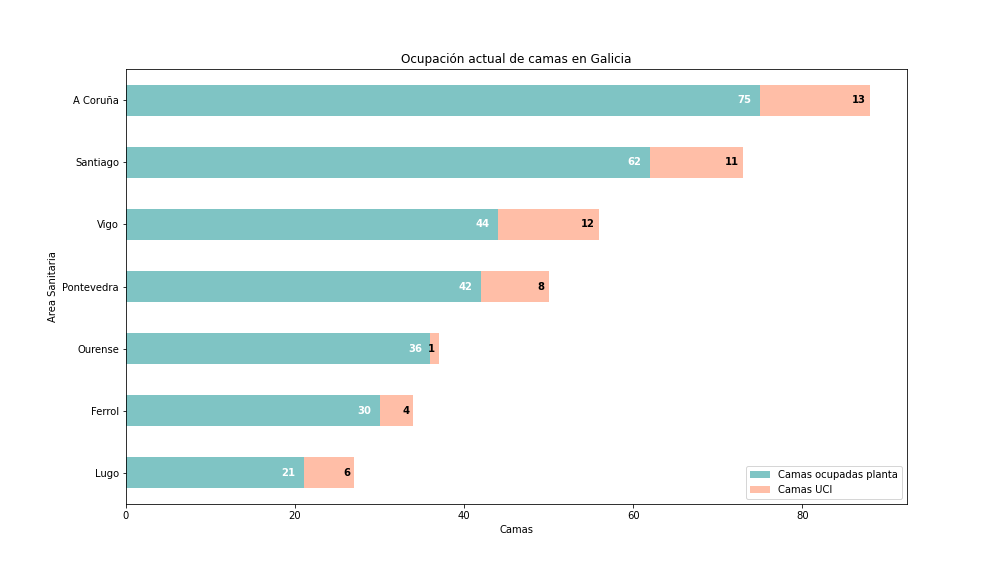 Ocupación actual de camas en Galicia
A Coruña 75 13
Santiago 62 11
Vigo 44 12
Pontevedra 42 8
Ourense 36 1
Ferrol 30 4
Lugo 21 6
Area Sanitaria
Camas ocupadas planta
Camas UCI
0 20 40 60 80
Camas